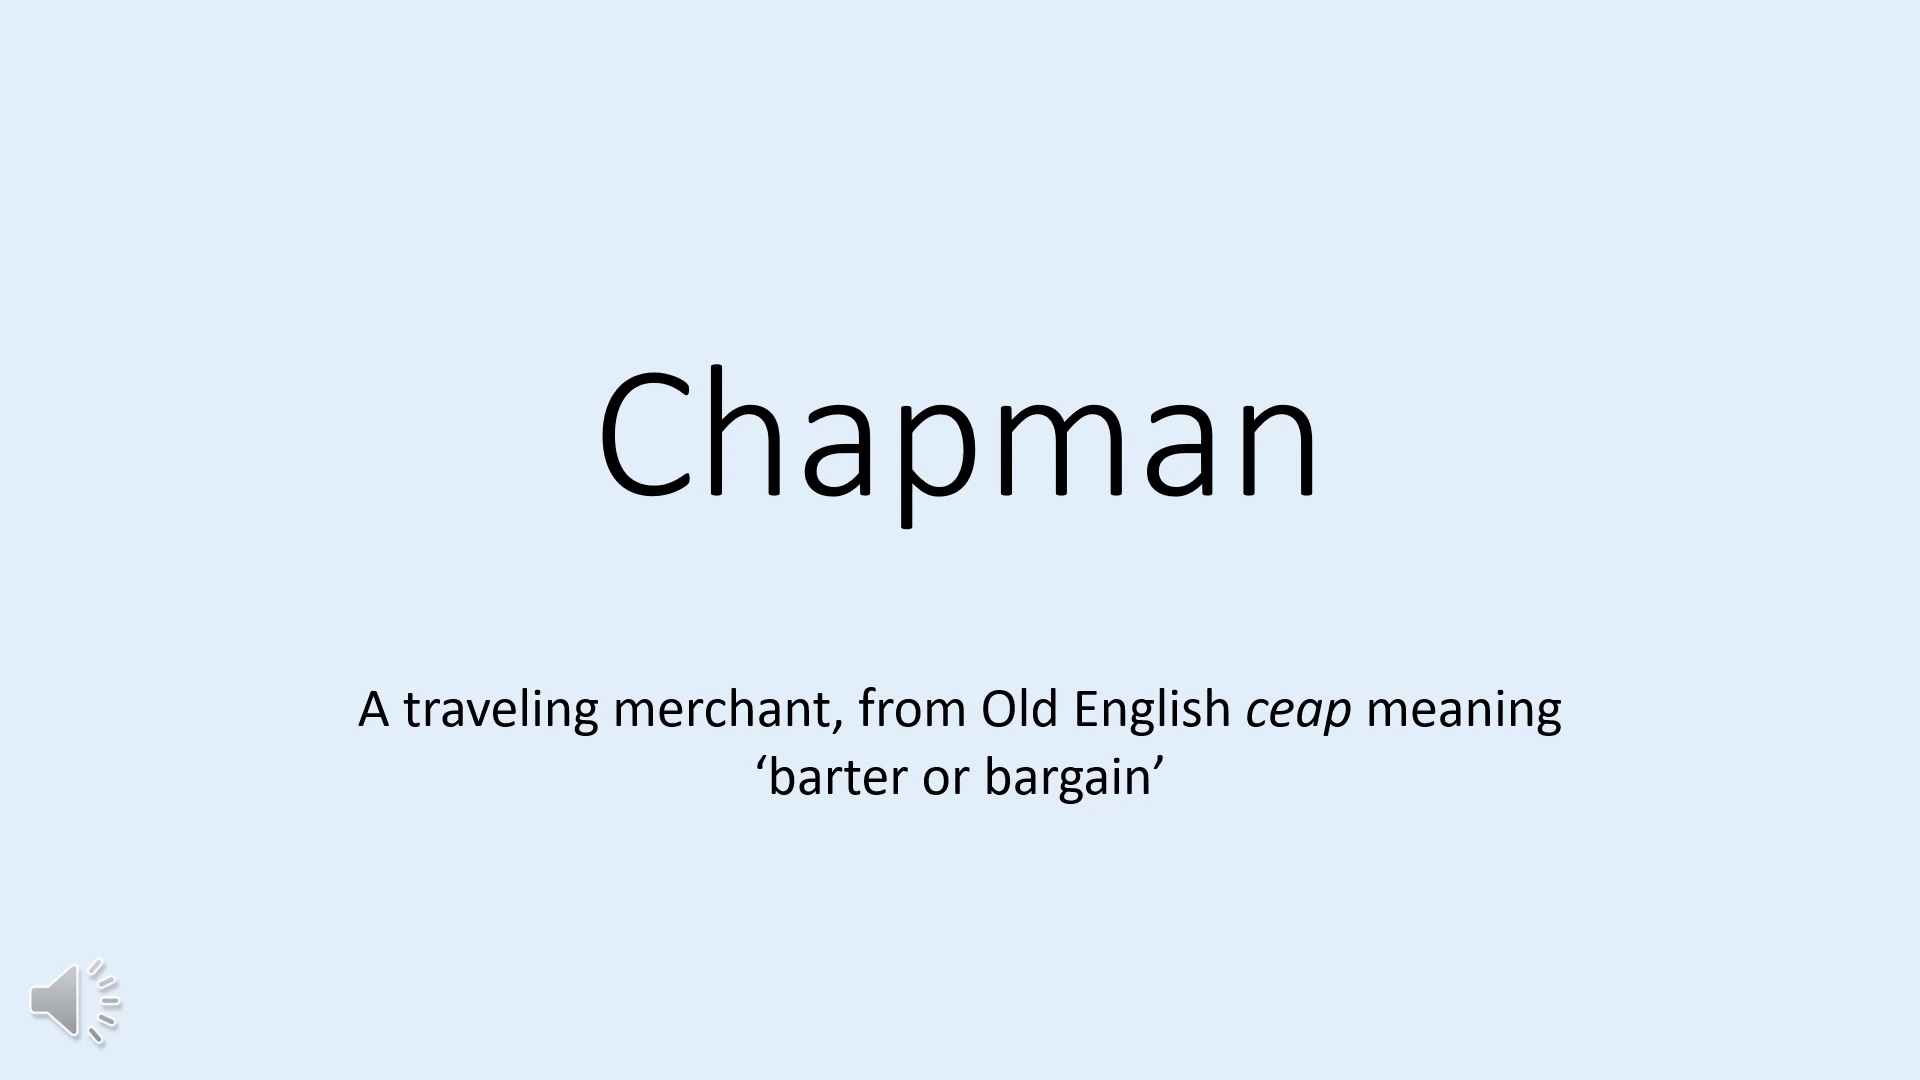 Chapman
A traveling merchant, from Old English ceap meaning
‘barter or bargain’